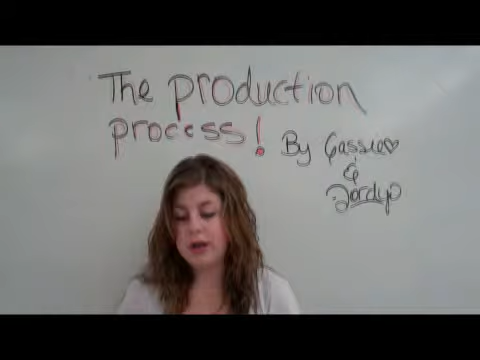 The production
process!
By Cassie♡
&
Jordyn